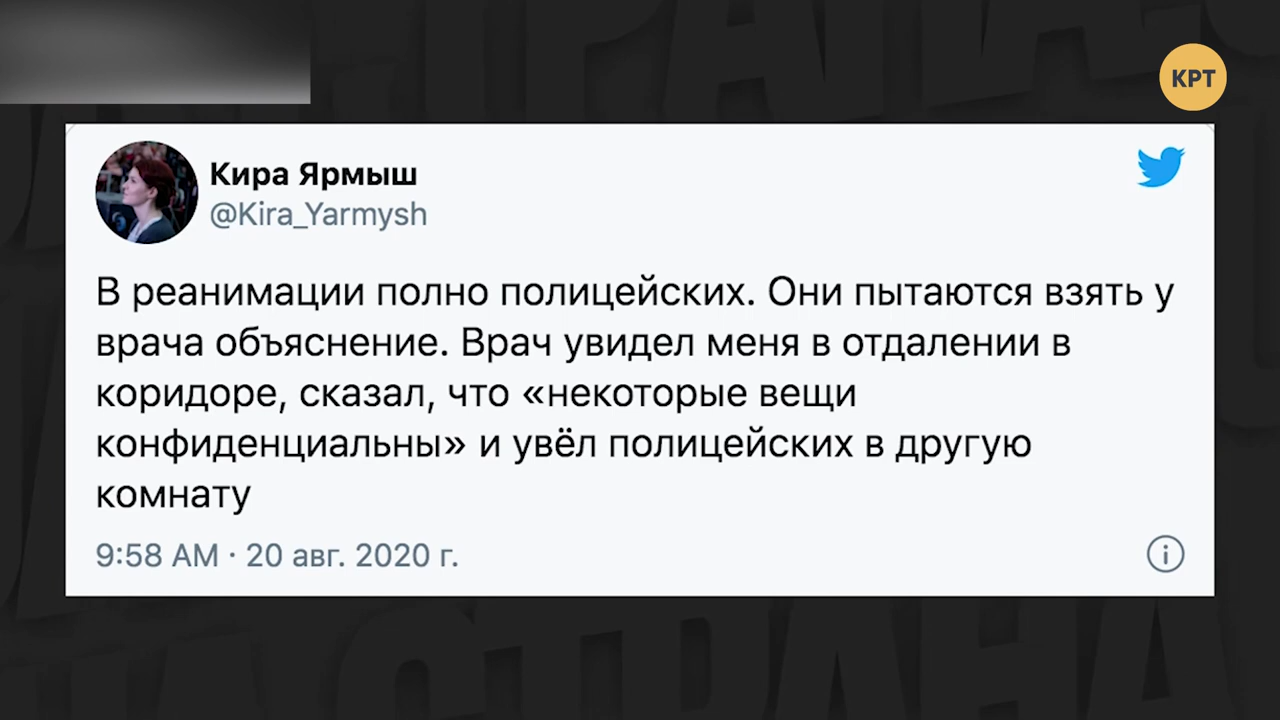 КРТ
Кира Ярмыш
@Kira_Yarmysh
В реанимации полно полицейских. Они пытаются взять у
врача объяснение. Врач увидел меня в отдалении в
коридоре, сказал, что «некоторые вещи
конфиденциальны» и увёл полицейских в другую
комнату
9:58 AM · 20 авг. 2020 г.